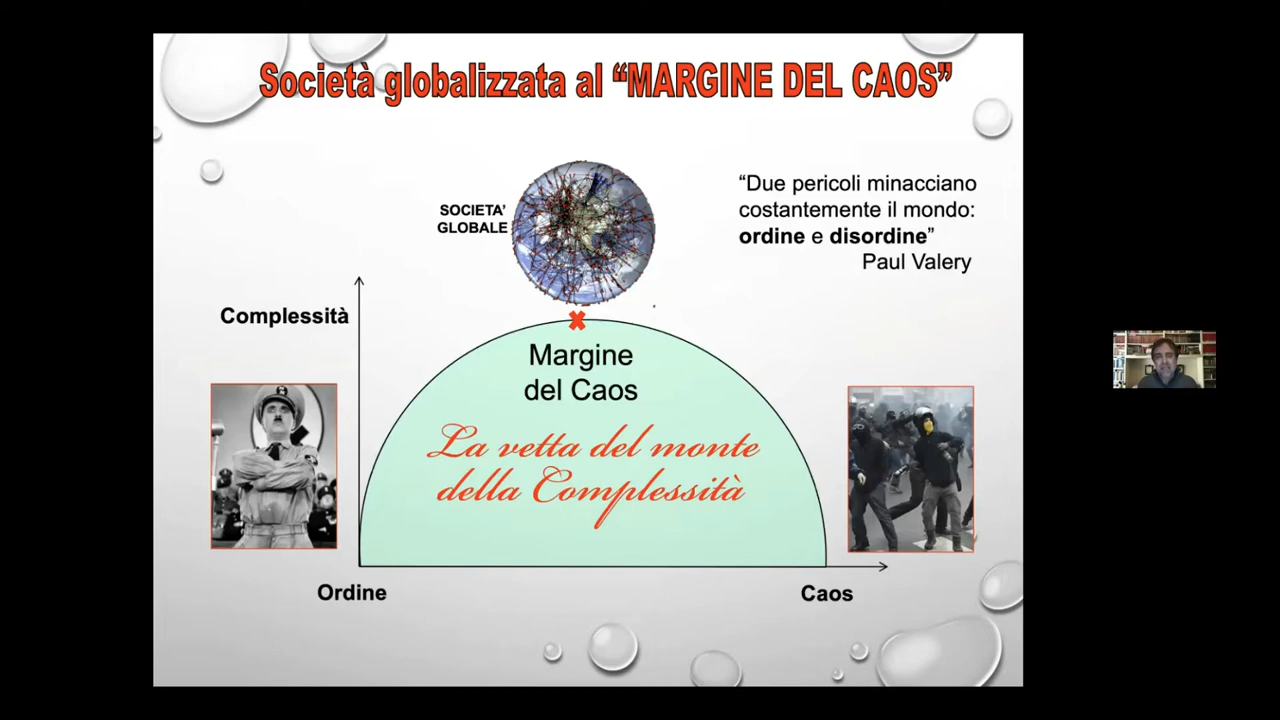 Società globalizzata al “MARGINE DEL CAOS”
SOCIETA’
GLOBALE
“Due pericoli minacciano
costantemente il mondo:
ordine e disordine”
Paul Valery
Complessità
Margine
del Caos
La vetta del monte
della Complessità
Ordine
Caos